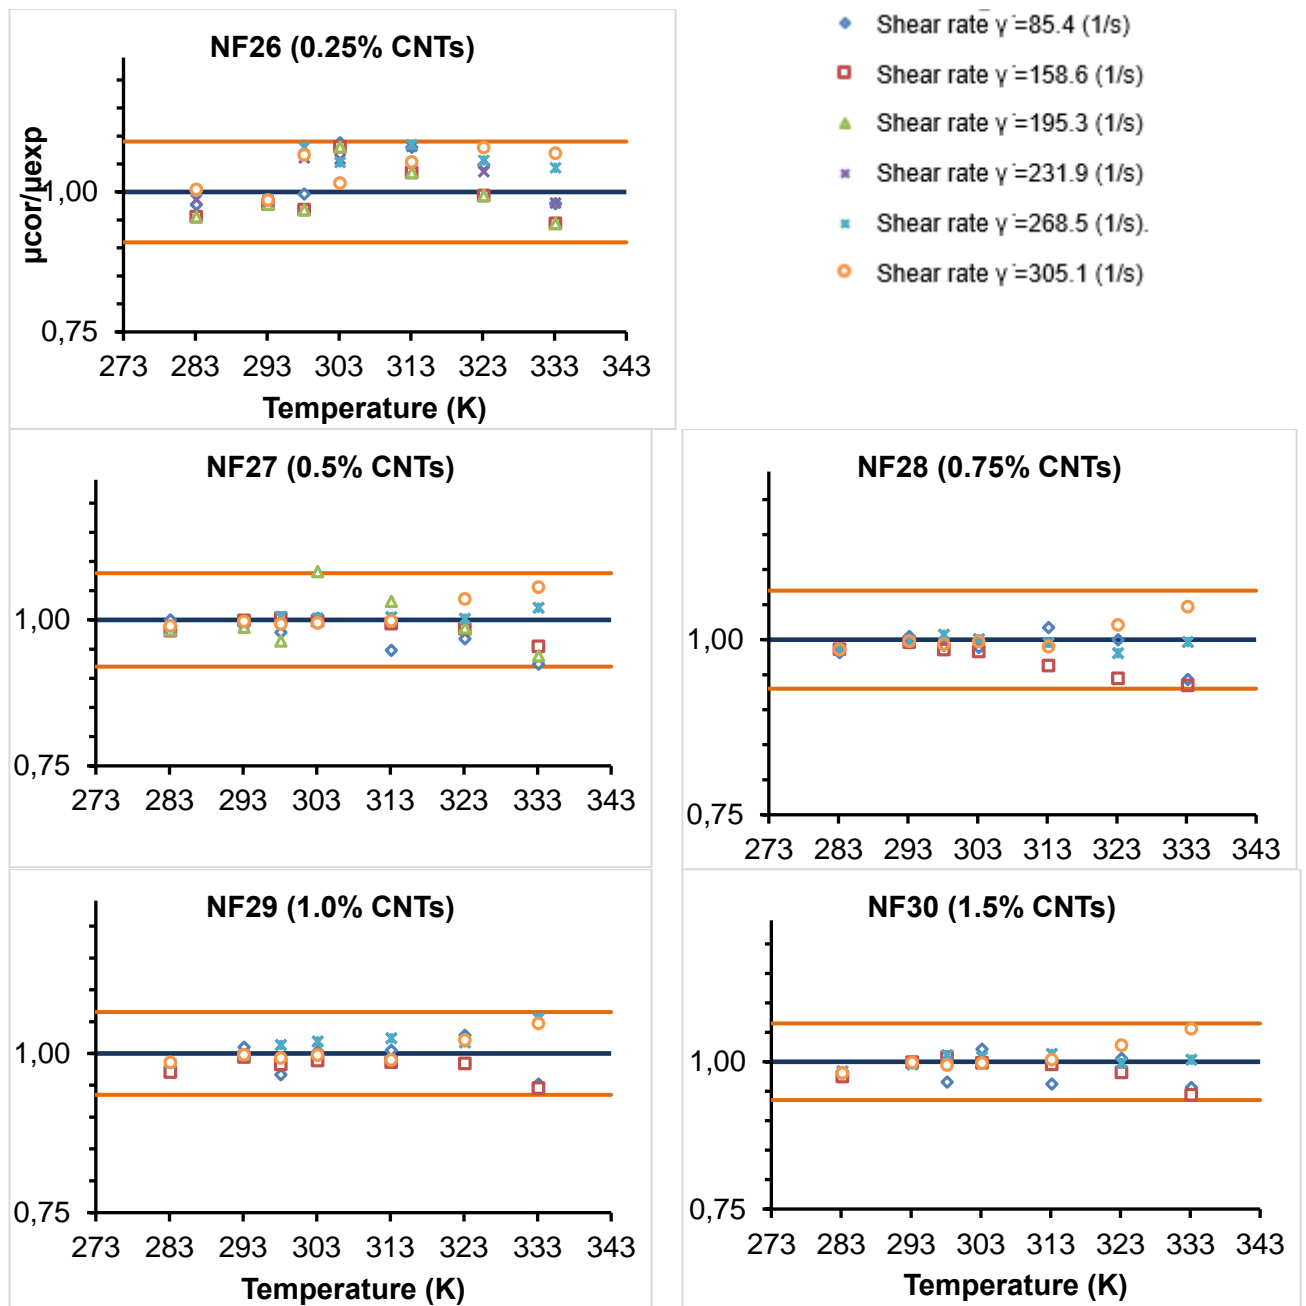 NF26 (0.25% CNTs)
μcor/μexp
1,00
0,75
273 283 293 303 313 323 333 343
Temperature (K)
Shear rate γ ̄=85.4 (1/s)
Shear rate γ ̄=158.6 (1/s)
Shear rate γ ̄=195.3 (1/s)
Shear rate γ ̄=231.9 (1/s)
Shear rate γ ̄=268.5 (1/s).
Shear rate γ ̄=305.1 (1/s)
NF27 (0.5% CNTs)
1,00
0,75
273 283 293 303 313 323 333 343
NF28 (0.75% CNTs)
1,00
0,75
273 283 293 303 313 323 333 343
NF29 (1.0% CNTs)
1,00
0,75
273 283 293 303 313 323 333 343
Temperature (K)
NF30 (1.5% CNTs)
1,00
0,75
273 283 293 303 313 323 333 343
Temperature (K)